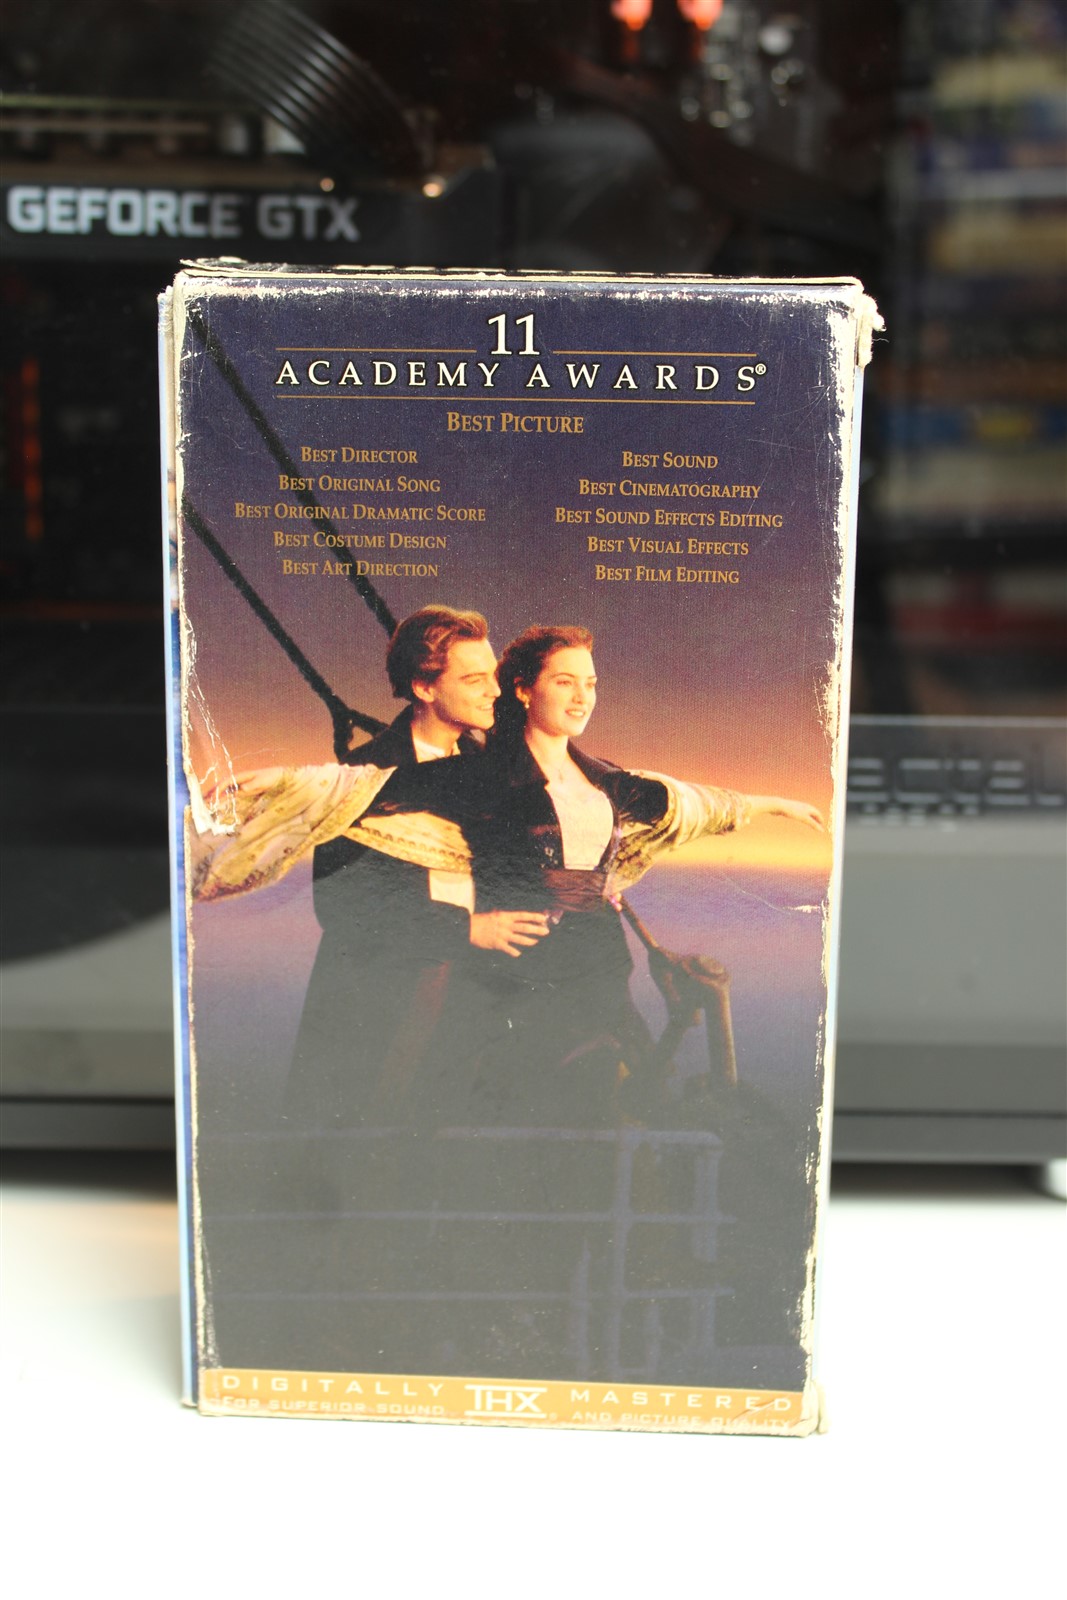 GEFORCE GTX
11
ACADEMY AWARDS®
BEST PICTURE
BEST DIRECTOR
BEST ORIGINAL SONG
BEST ORIGINAL DRAMATIC SCORE
BEST COSTUME DESIGN
BEST ART DIRECTION
BEST SOUND
BEST CINEMATOGRAPHY
BEST SOUND EFFECTS EDITING
BEST VISUAL EFFECTS
BEST FILM EDITING
DIGITALLY THX® MASTERED
FOR SUPERIOR SOUND AND PICTURE QUALITY